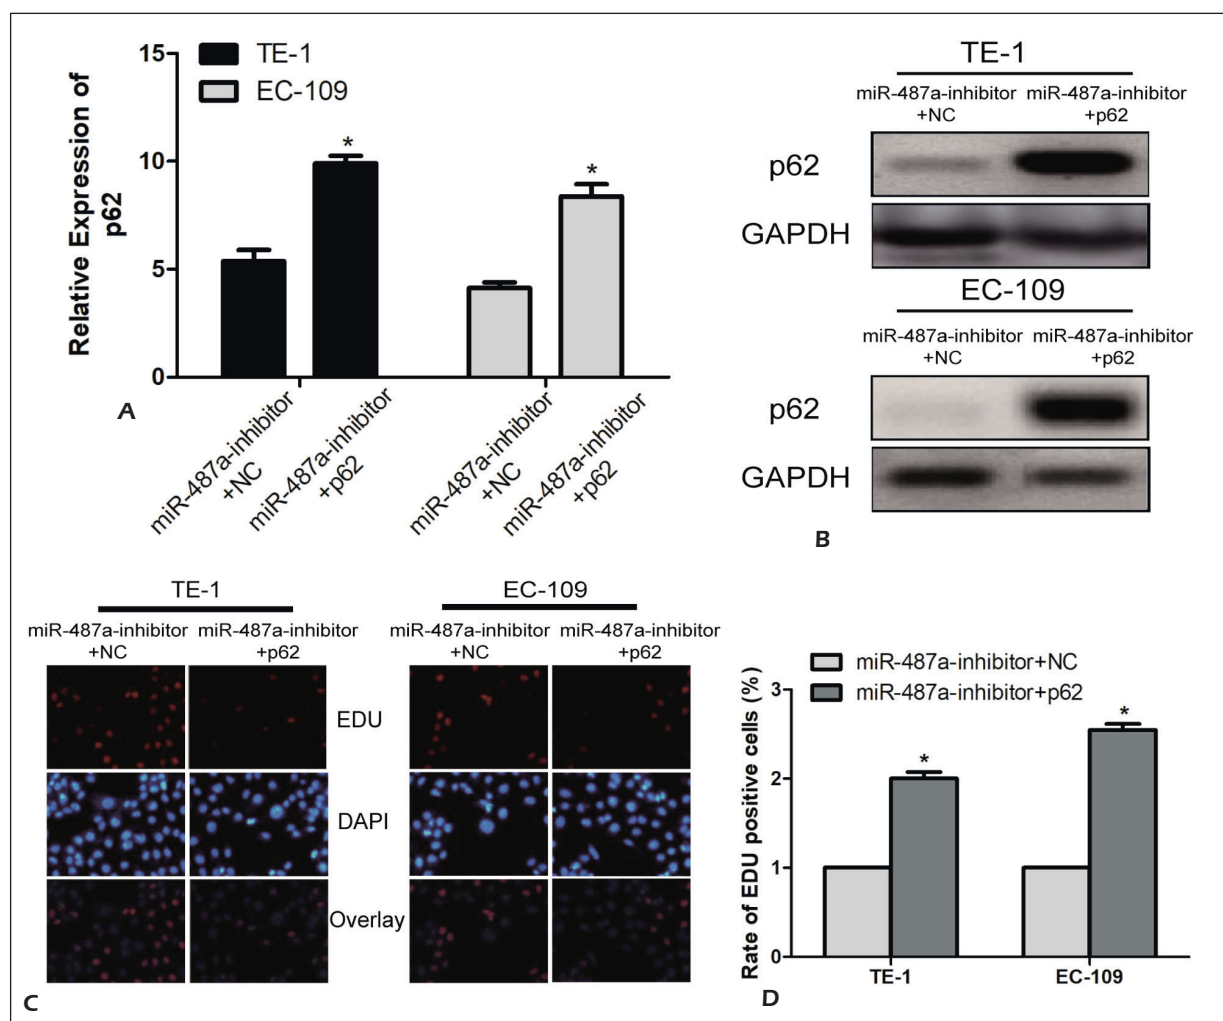 15
10
5
0
Relative Expression of
p62
TE-1
EC-109
*
*
miR-487a-inhibitor
+NC
miR-487a-inhibitor
+p62
miR-487a-inhibitor
+NC
miR-487a-inhibitor
+p62
A
TE-1
miR-487a-inhibitor miR-487a-inhibitor
+NC +p62
p62
GAPDH
EC-109
miR-487a-inhibitor miR-487a-inhibitor
+NC +p62
p62
GAPDH
B
TE-1 EC-109
miR-487a-inhibitor miR-487a-inhibitor miR-487a-inhibitor miR-487a-inhibitor
+NC +p62 +NC +p62
EDU
DAPI
Overlay
C
miR-487a-inhibitor+NC
miR-487a-inhibitor+p62
Rate of EDU positive cells (%)
3
2
1
0
*
*
TE-1 EC-109
D